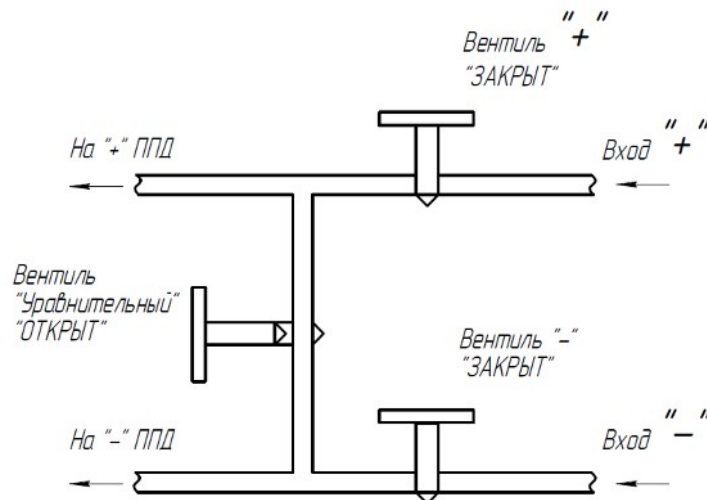 Вентиль "+"
"ЗАКРЫТ"
На "+" ППД
Вход "+"
Вентиль
"Уравнительный"
"ОТКРЫТ"
Вентиль "-"
"ЗАКРЫТ"
На "-" ППД
Вход "-"